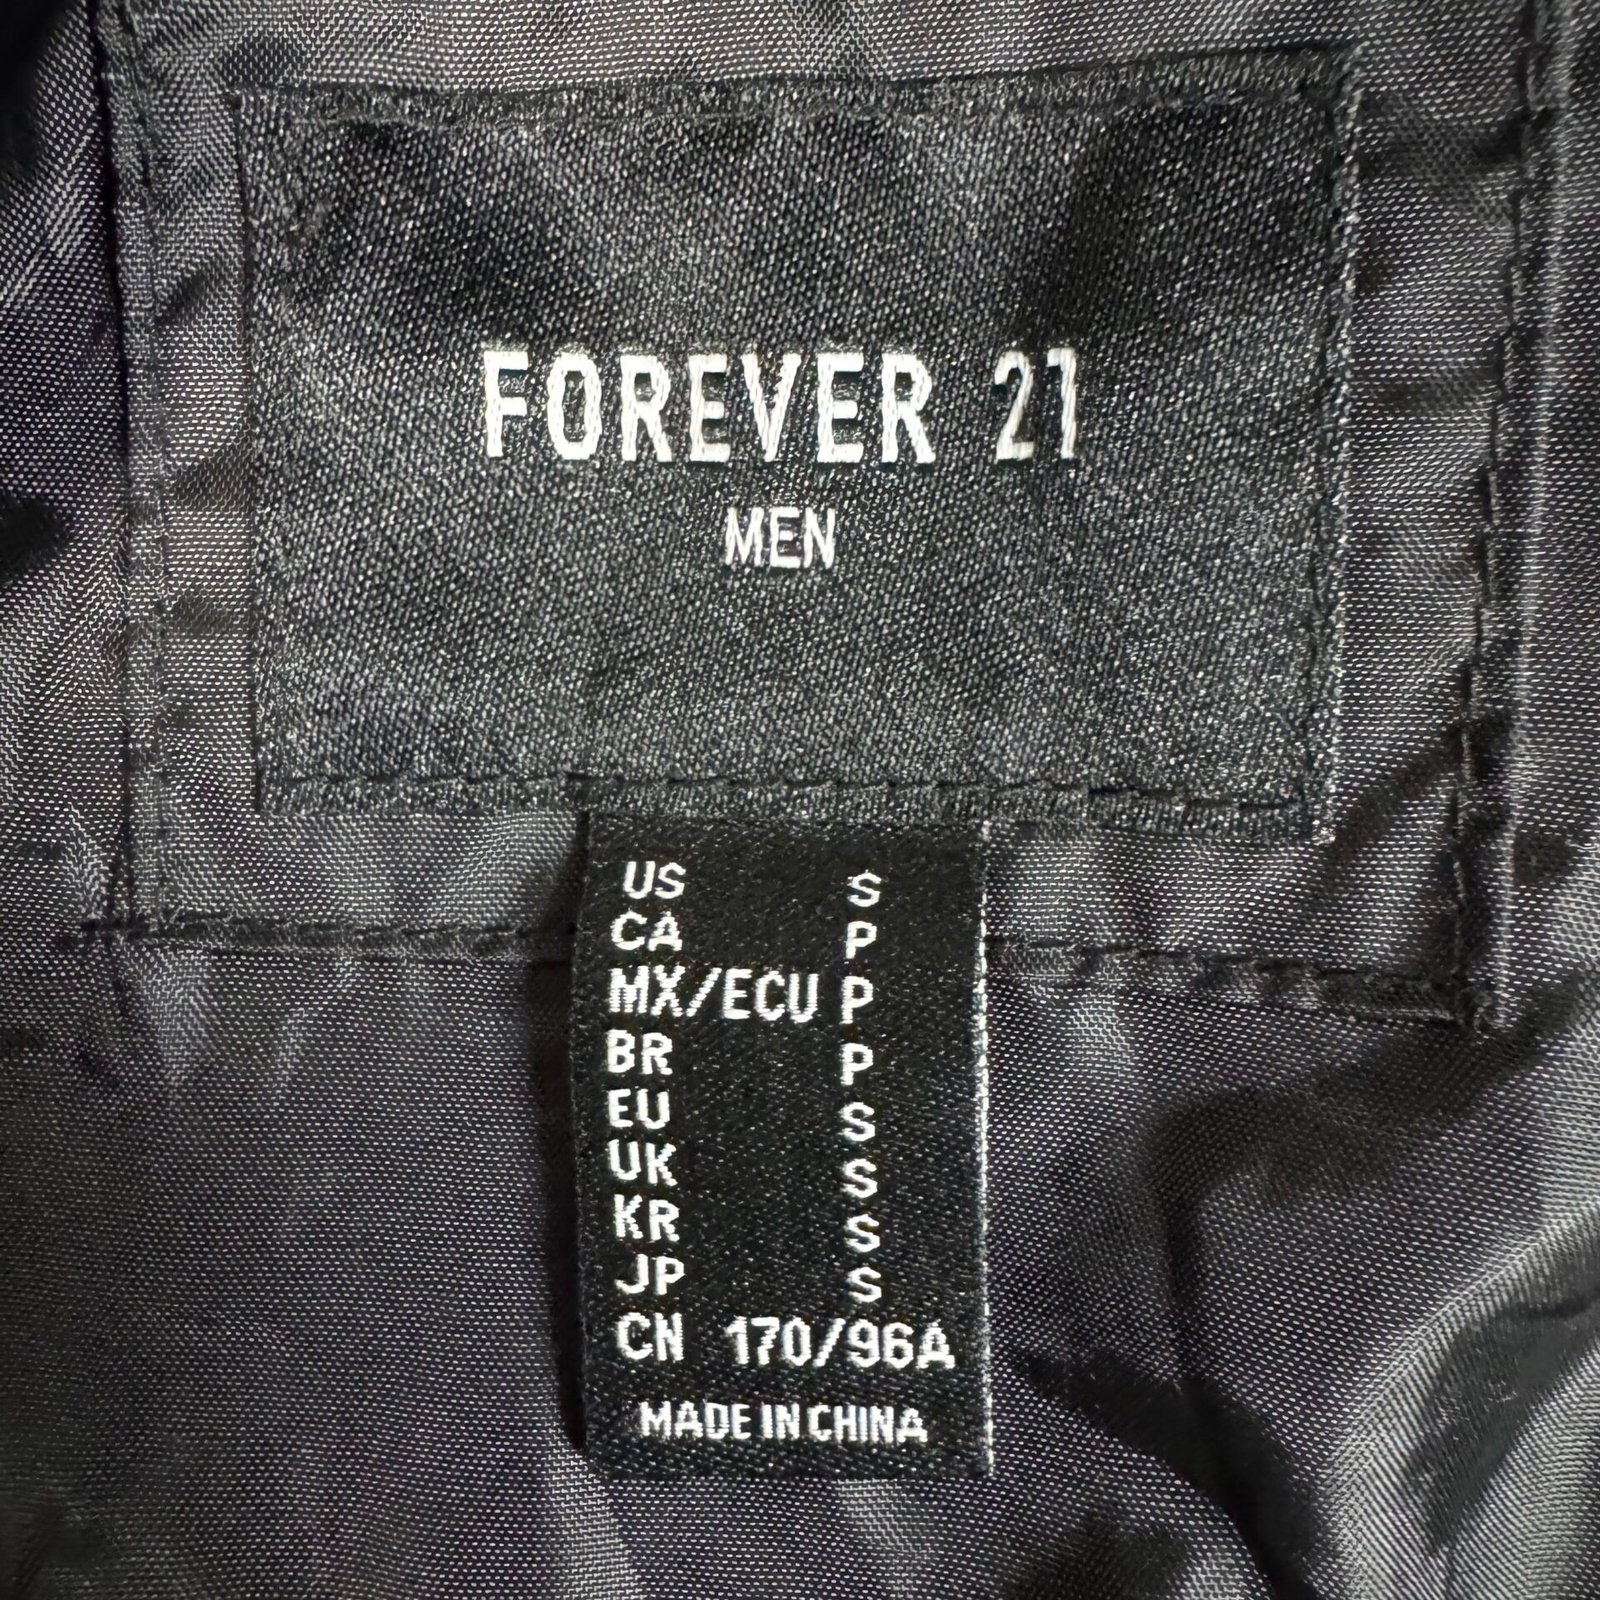 FOREVER 21
MEN
US S
CA P
MX/ECU P
BR P
EU S
UK S
KR S
JP S
CN 170/96A
MADE IN CHINA